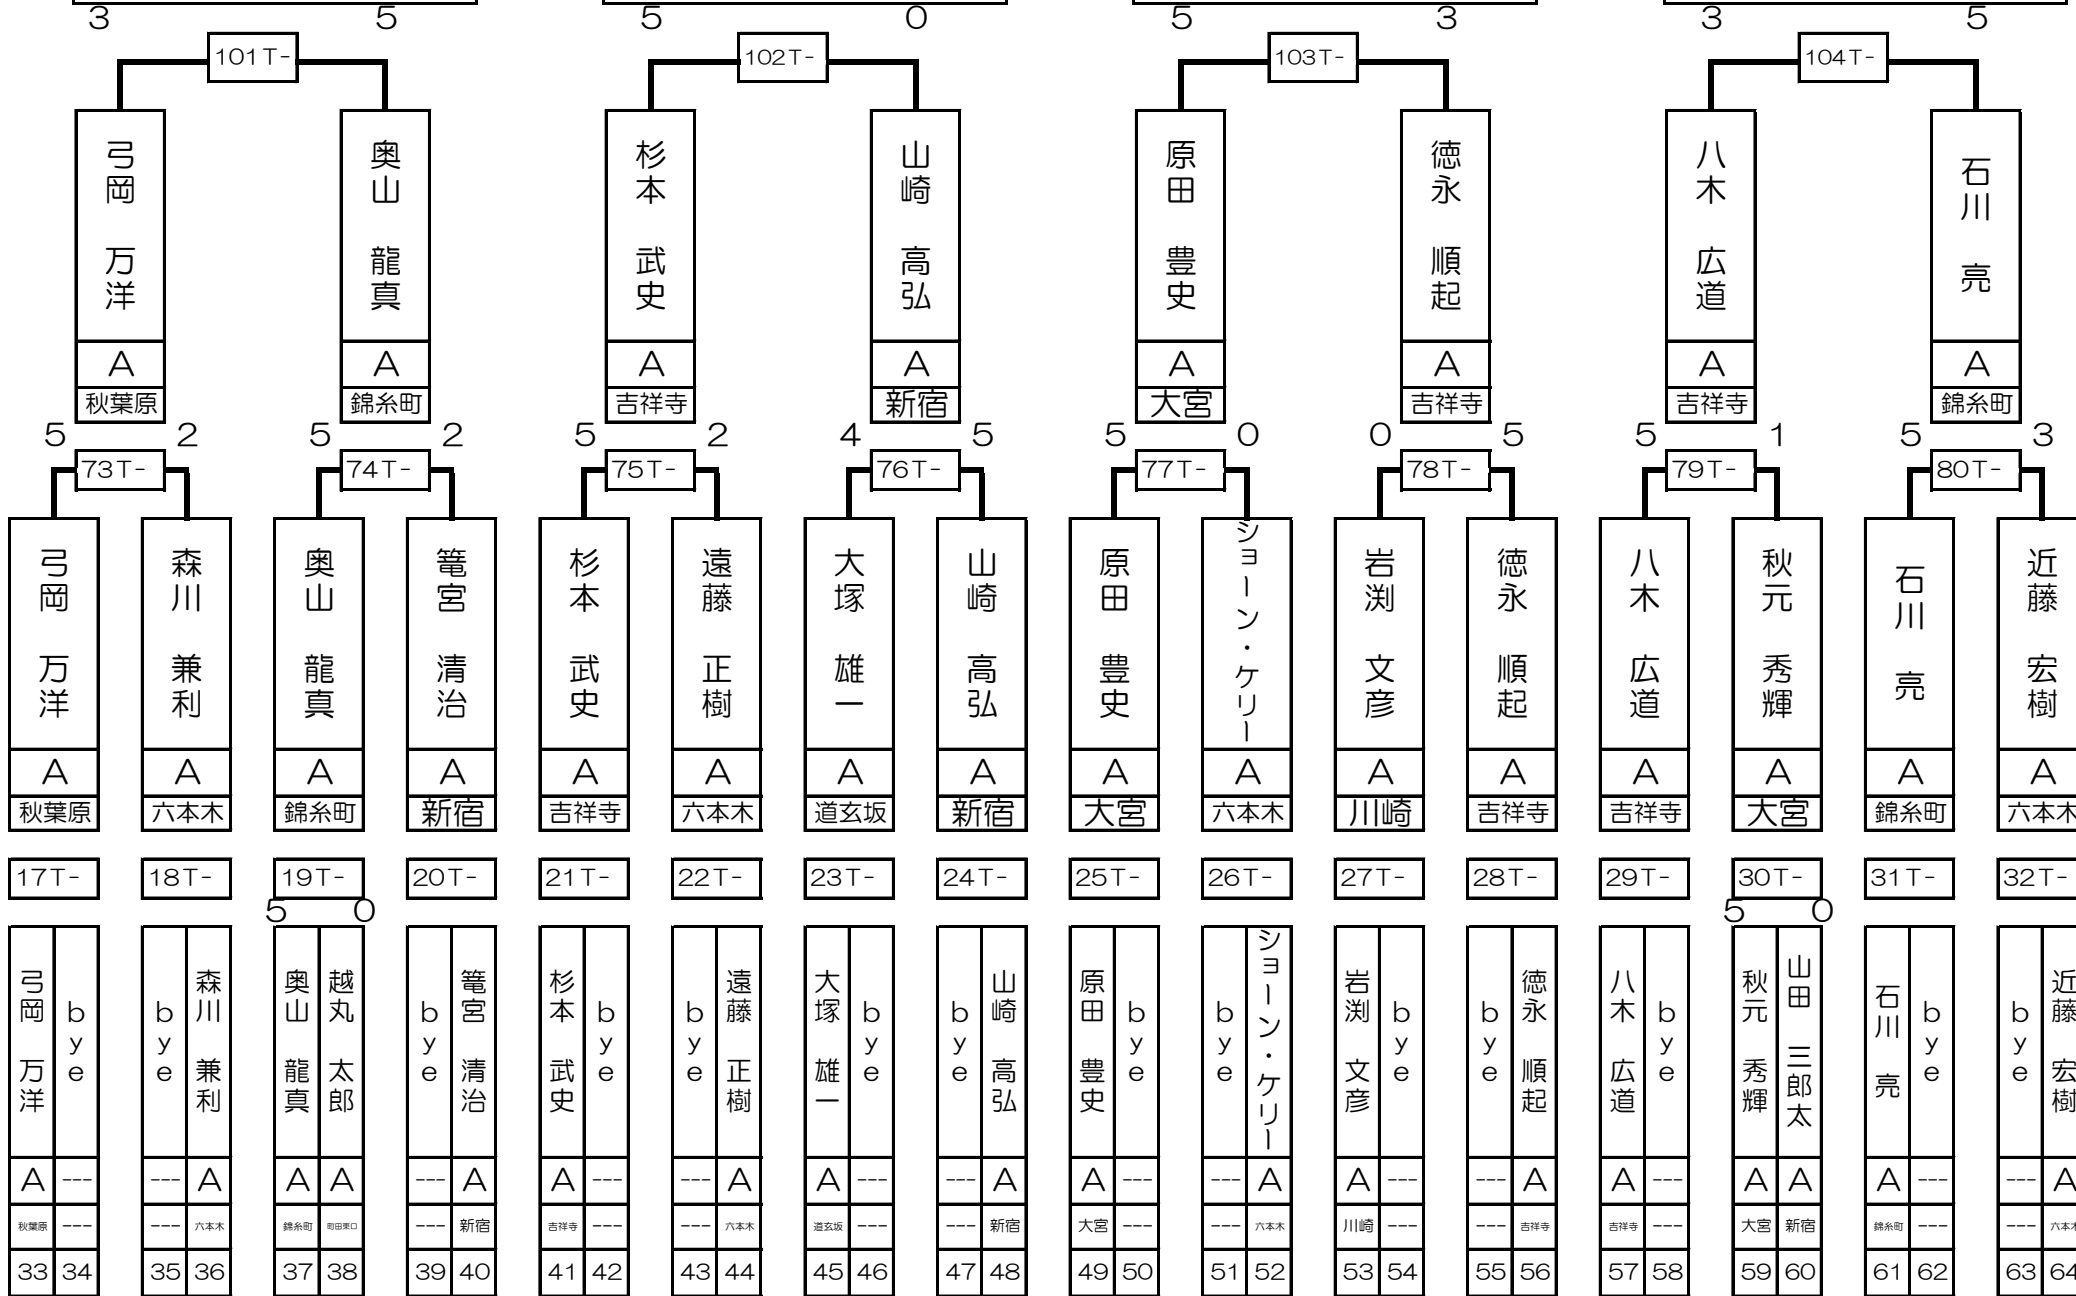 3 5 5 0 5 3 3 5
101T- 102T- 103T- 104T-
弓岡 万洋
奥山 龍真
杉本 武史
山崎 高弘
原田 豊史
徳永 順起
八木 広道
石川 亮
A A A A A A A A
秋葉原 錦糸町 吉祥寺 新宿 大宮 吉祥寺 吉祥寺 錦糸町
5 2 5 2 5 2 4 5 5 0 0 5 5 1 5 3
73T- 74T- 75T- 76T- 77T- 78T- 79T- 80T-
弓岡 万洋
森川 兼利
奥山 龍真
篭宮 清治
杉本 武史
遠藤 正樹
大塚 雄一
山崎 高弘
原田 豊史
ショーン・ケリー
岩渕 文彦
徳永 順起
八木 広道
秋元 秀輝
石川 亮
近藤 宏樹
A A A A A A A A A A A A A A A A
秋葉原 六本木 錦糸町 新宿 吉祥寺 六本木 道玄坂 新宿 大宮 六本木 川崎 吉祥寺 吉祥寺 大宮 錦糸町 六本木
17T- 18T- 19T- 20T- 21T- 22T- 23T- 24T- 25T- 26T- 27T- 28T- 29T- 30T- 31T- 32T-
5 0 5 0
弓岡 万洋
bye
bye
森川 兼利
奥山 龍真
越丸 太郎
bye
篭宮 清治
杉本 武史
bye
bye
遠藤 正樹
大塚 雄一
bye
bye
山崎 高弘
原田 豊史
bye
bye
ショーン・ケリー
岩渕 文彦
bye
bye
徳永 順起
八木 広道
bye
秋元 秀輝
山田 三郎太
石川 亮
bye
bye
近藤 宏樹
A --- --- A A A --- A A --- --- A A --- --- A A --- --- A A --- --- A A --- A A A --- --- A
秋葉原 --- --- 六本木 錦糸町 町田東口 --- 新宿 吉祥寺 --- --- 六本木 道玄坂 --- --- 新宿 大宮 --- --- 六本木 川崎 --- --- 吉祥寺 吉祥寺 --- 大宮 新宿 錦糸町 --- --- 六本木
33 34 35 36 37 38 39 40 41 42 43 44 45 46 47 48 49 50 51 52 53 54 55 56 57 58 59 60 61 62 63 64